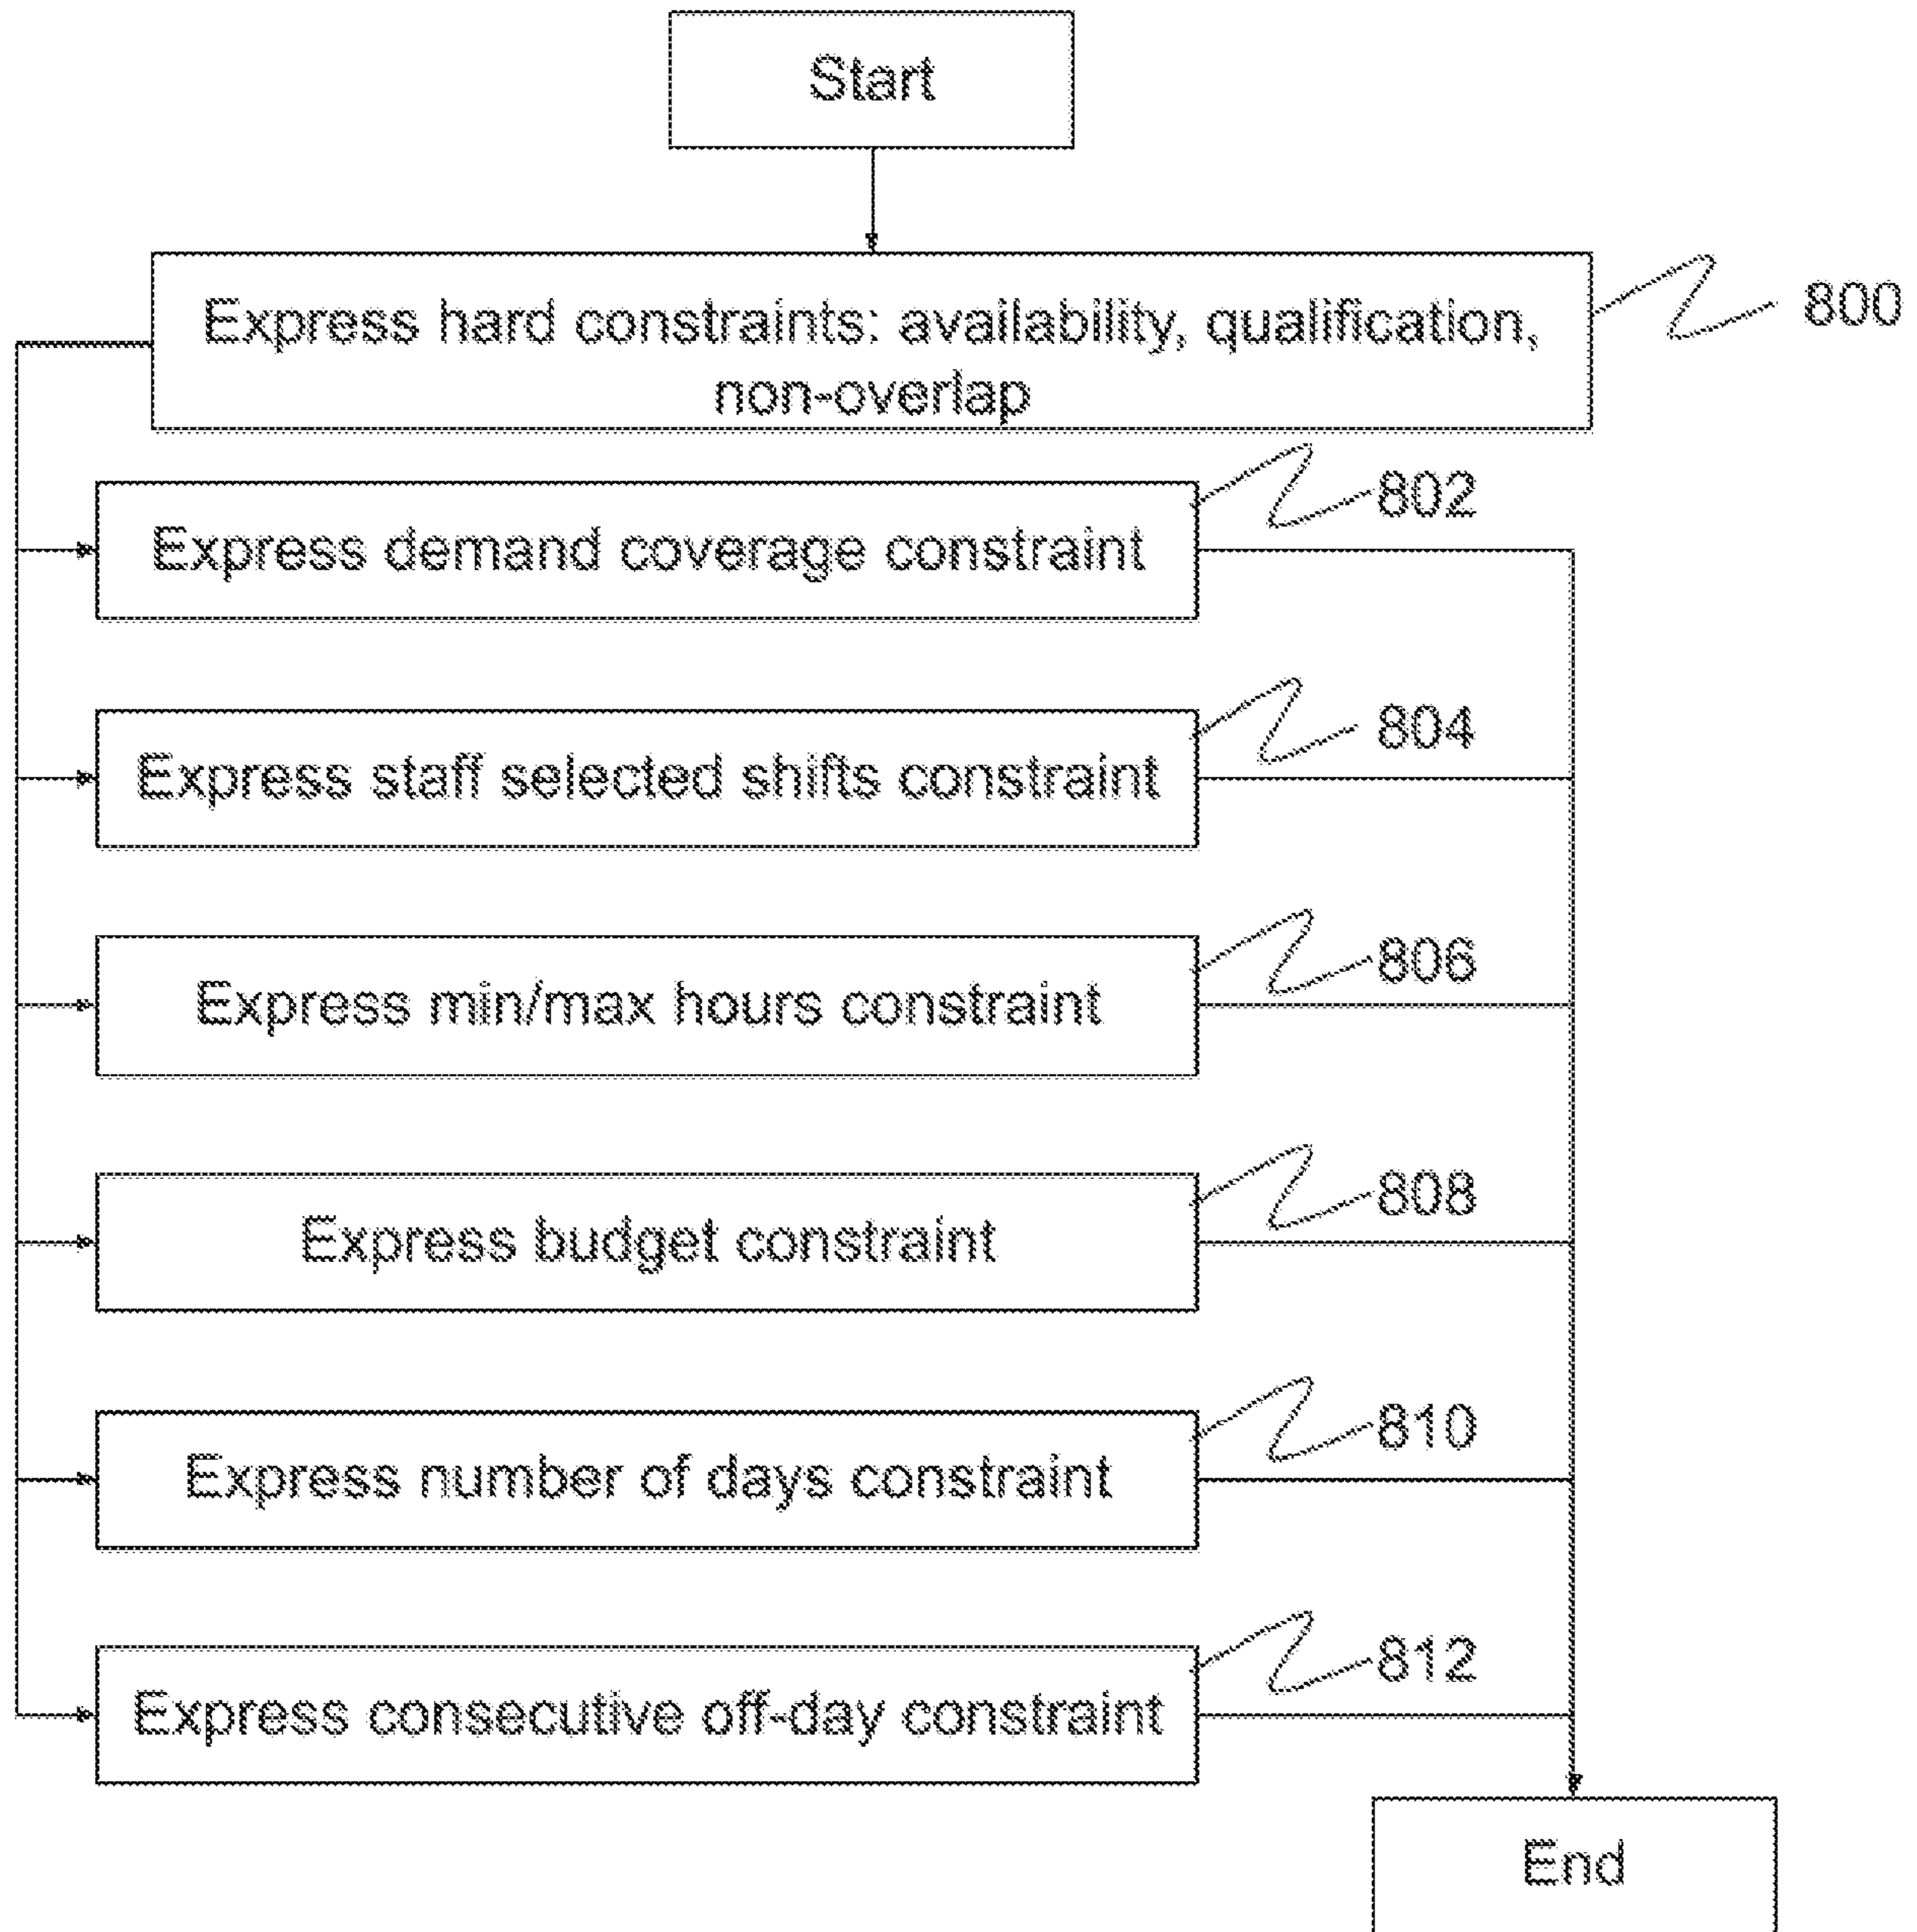 Start
Express hard constraints: availability, qualification,
non-overlap
800
Express demand coverage constraint
802
Express staff selected shifts constraint
804
Express min/max hours constraint
806
Express budget constraint
808
Express number of days constraint
810
Express consecutive off-day constraint
812
End